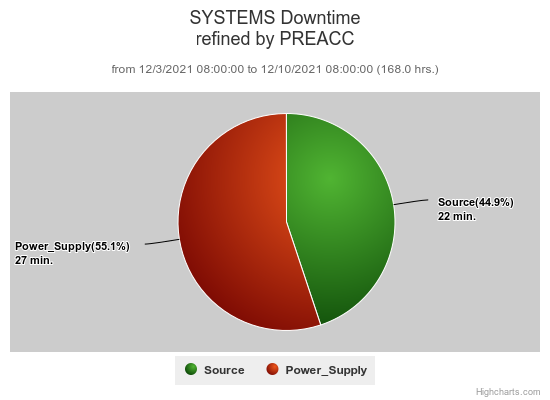 SYSTEMS Downtime
refined by PREACC
from 12/3/2021 08:00:00 to 12/10/2021 08:00:00 (168.0 hrs.)
Source(44.9%)
22 min.
Power_Supply(55.1%)
27 min.
Source
Power_Supply
Highcharts.com